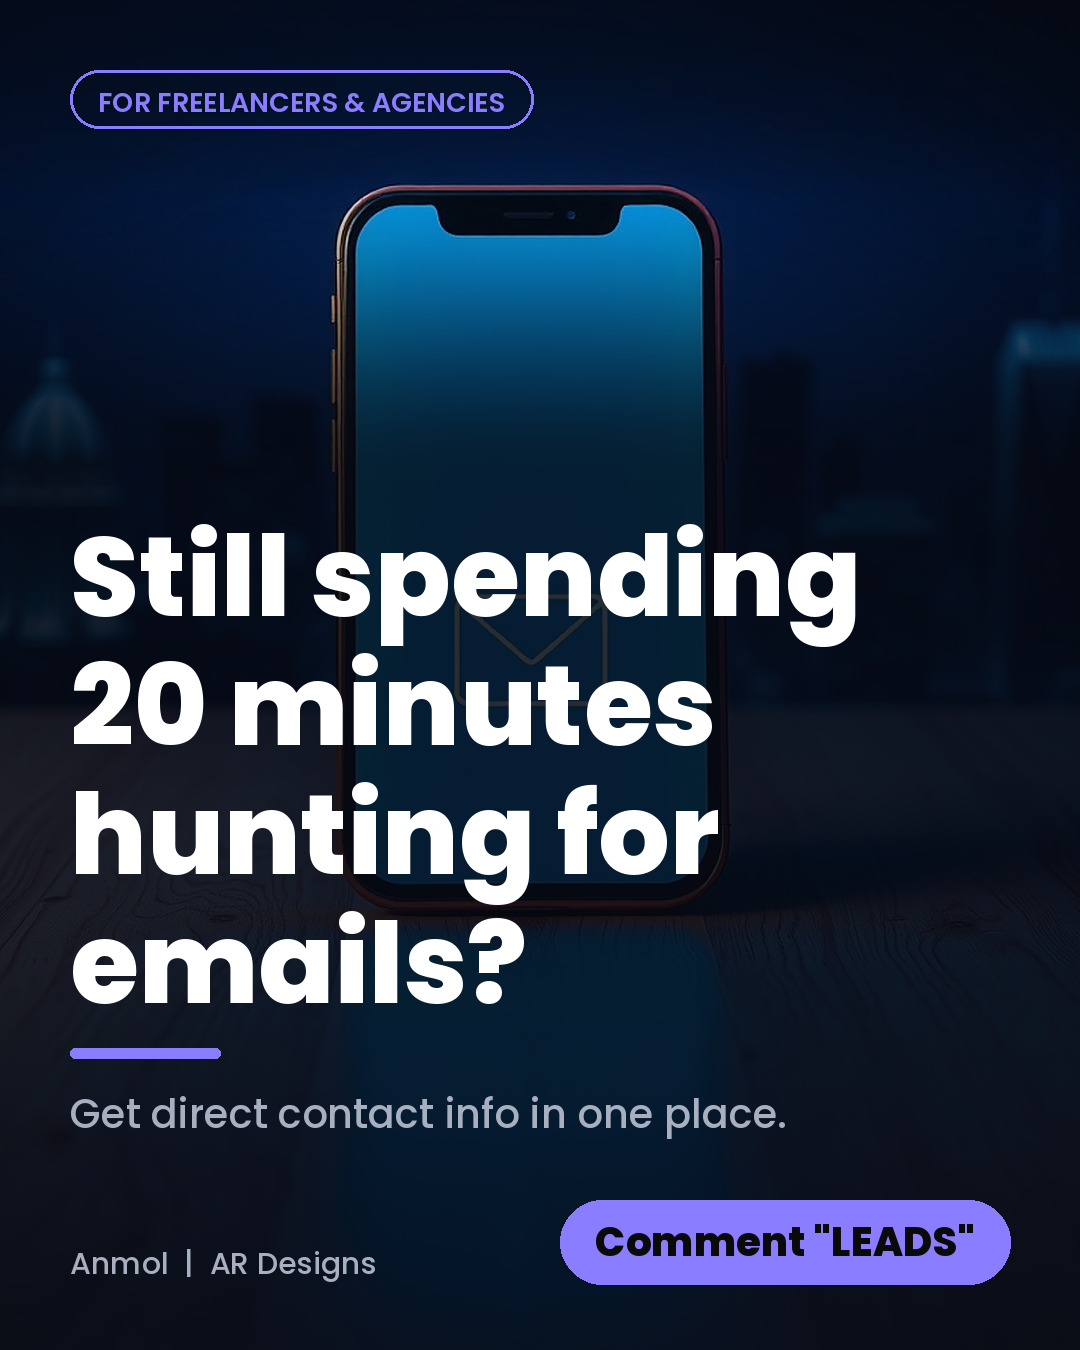 FOR FREELANCERS & AGENCIES
Still spending
20 minutes
hunting for
emails?
Get direct contact info in one place.
Anmol | AR Designs
Comment "LEADS"